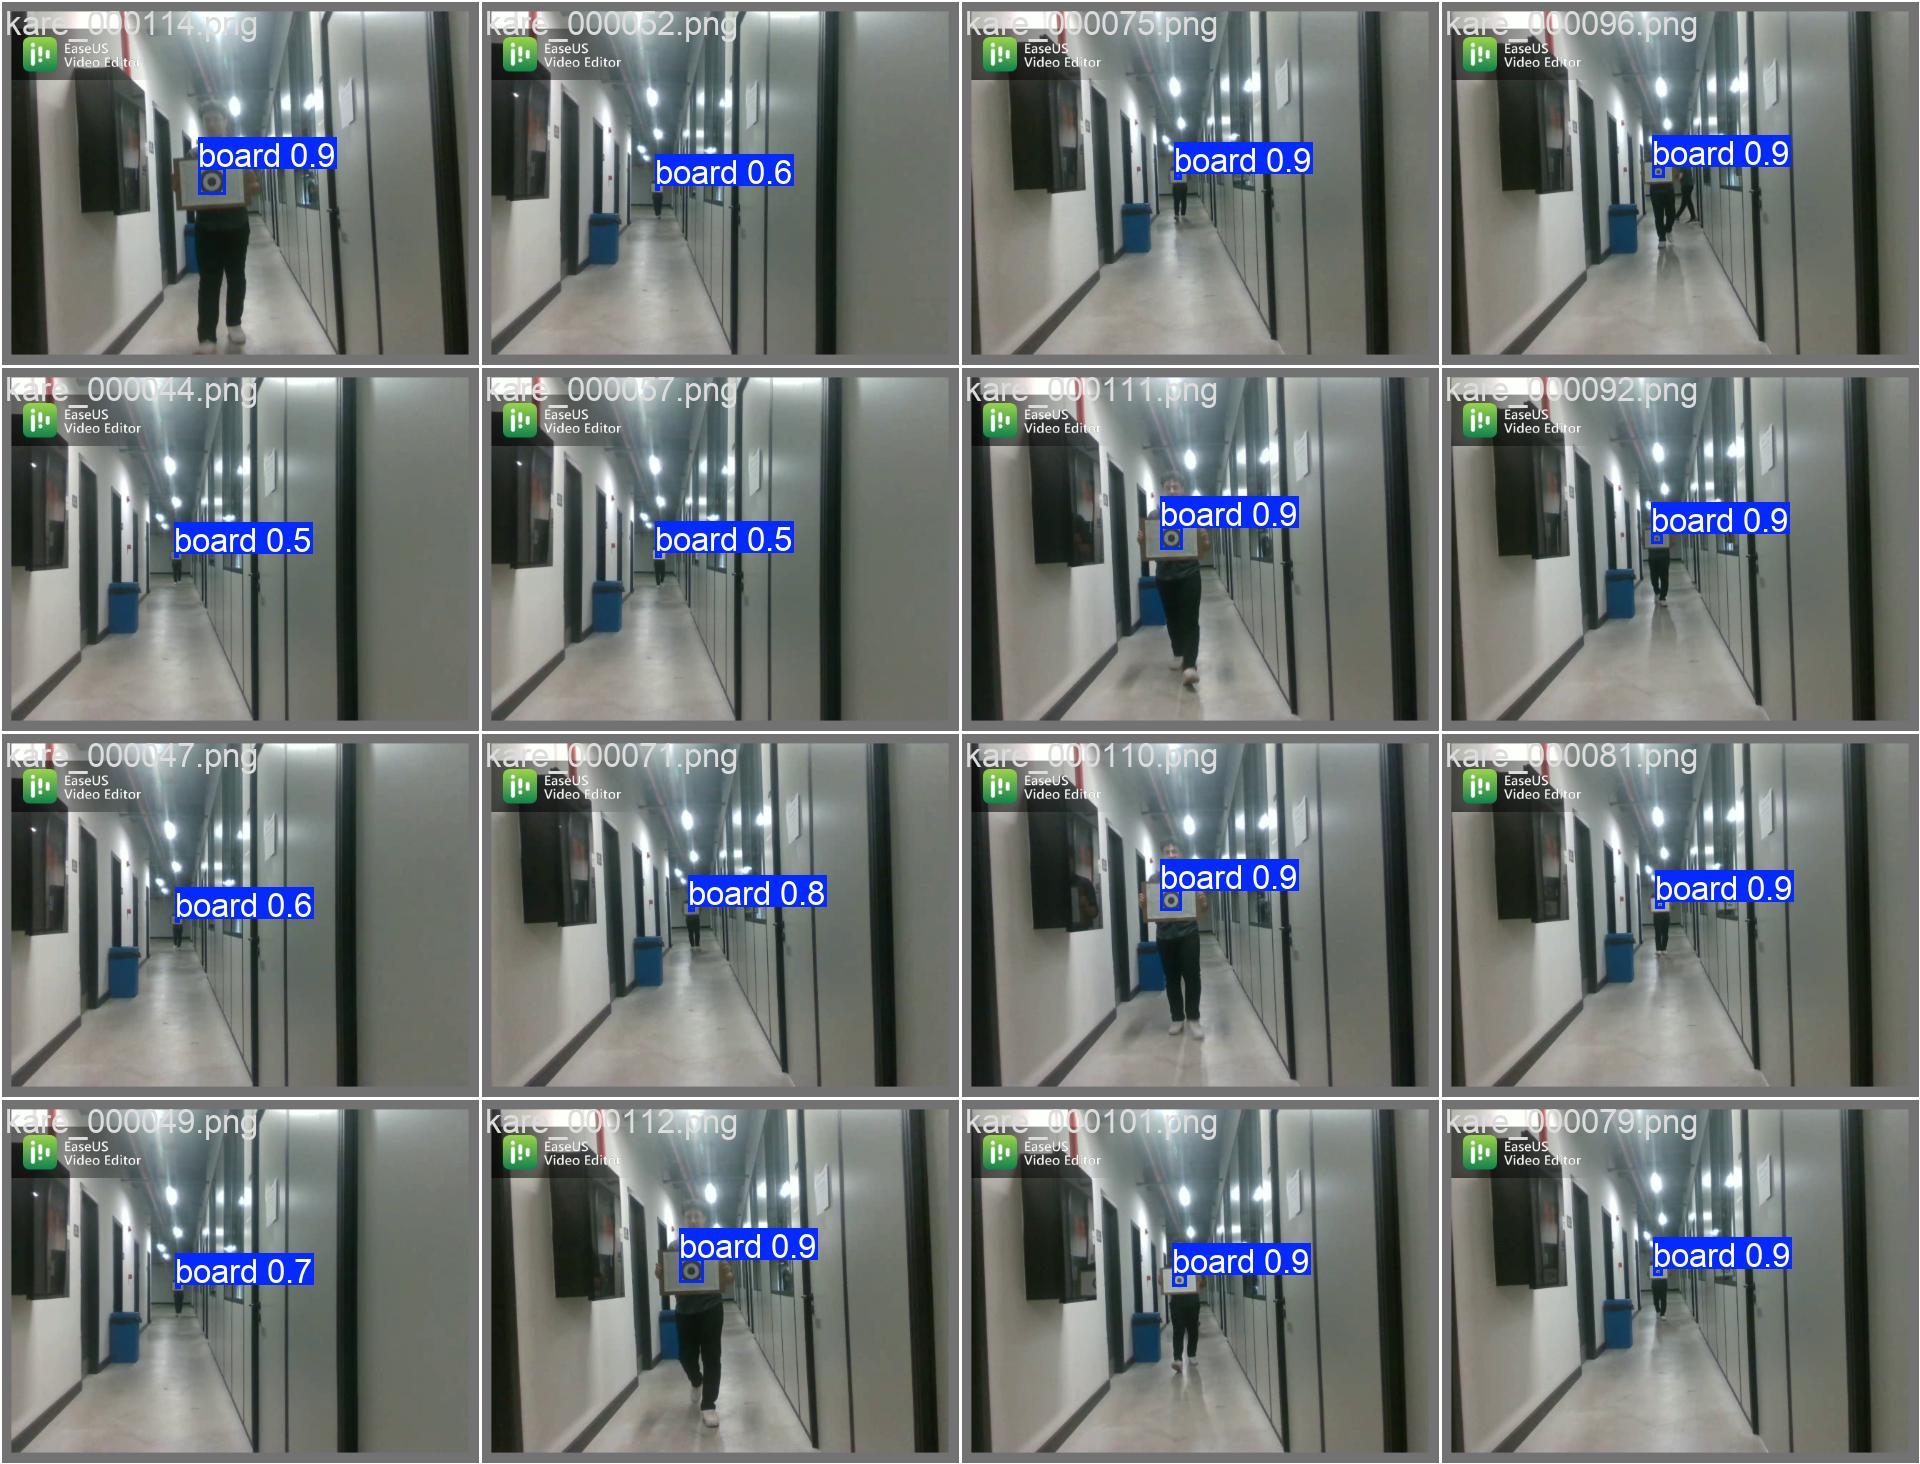 kare_000114.png
EaseUS
Video Editor
board 0.9
kare_000052.png
EaseUS
Video Editor
board 0.6
kare_000075.png
EaseUS
Video Editor
board 0.9
kare_000096.png
EaseUS
Video Editor
board 0.9
kare_000044.png
EaseUS
Video Editor
board 0.5
kare_000057.png
EaseUS
Video Editor
board 0.5
kare_000111.png
EaseUS
Video Editor
board 0.9
kare_000092.png
EaseUS
Video Editor
board 0.9
kare_000047.png
EaseUS
Video Editor
board 0.6
kare_000071.png
EaseUS
Video Editor
board 0.8
kare_000110.png
EaseUS
Video Editor
board 0.9
kare_000081.png
EaseUS
Video Editor
board 0.9
kare_000049.png
EaseUS
Video Editor
board 0.7
kare_000112.png
EaseUS
Video Editor
board 0.9
kare_000101.png
EaseUS
Video Editor
board 0.9
kare_000079.png
EaseUS
Video Editor
board 0.9